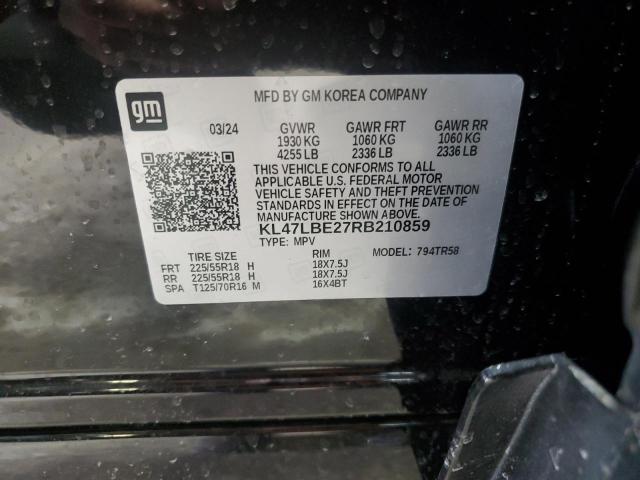 gm
MFD BY GM KOREA COMPANY
03/24 GVWR GAWR FRT GAWR RR
1930 KG 1060 KG 1060 KG
4255 LB 2336 LB 2336 LB
THIS VEHICLE CONFORMS TO ALL
APPLICABLE U.S. FEDERAL MOTOR
VEHICLE SAFETY AND THEFT PREVENTION
STANDARDS IN EFFECT ON THE DATE OF
MANUFACTURE SHOWN ABOVE.
KL47LBE27RB210859
TYPE: MPV MODEL: 794TR58
TIRE SIZE RIM
FRT 225/55R18 H 18X7.5J
RR 225/55R18 H 18X7.5J
SPA T125/70R16 M 16X4BT